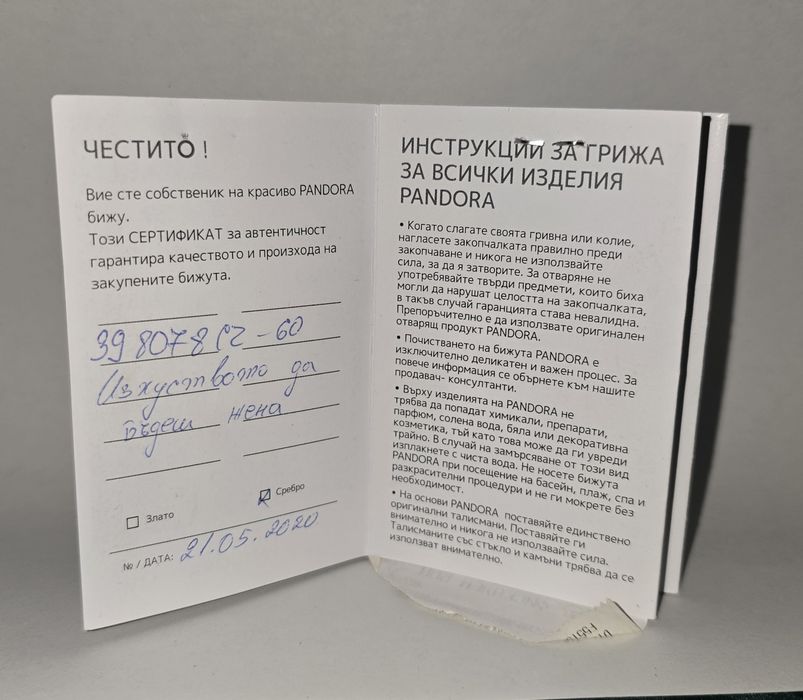 ЧЕСТИТО !
Вие сте собственик на красиво PANDORA
бижу.
Този СЕРТИФИКАТ за автентичност
гарантира качеството и произхода на
закупените бижута.
398078CZ-60
Изкуството да
бъдеш жена
Злато
Сребро
№ / ДАТА: 21.05.2020
ИНСТРУКЦИИ ЗА ГРИЖА
ЗА ВСИЧКИ ИЗДЕЛИЯ
PANDORA
• Когато слагате своята гривна или колие,
нагласете закопчалката правилно преди
закопчаване и никога не използвайте
сила, за да я затворите. За отваряне не
употребявайте твърди предмети, които биха
могли да нарушат целостта на закопчалката,
в такъв случай гаранцията става невалидна.
Препоръчително е да използвате оригинален
отварящ продукт PANDORA.
• Почистването на бижута PANDORA е
изключително деликатен и важен процес. За
повече информация се обърнете към нашите
продавач- консултанти.
• Върху изделията на PANDORA не
трябва да попадат химикали, препарати,
парфюм, солена вода, бяла или декоративна
козметика, тъй като това може да ги увреди
трайно. В случай на замърсяване от този вид
изплакнете с чиста вода. Не носете бижута
PANDORA при посещение на басейн, плаж, спа и
разкрасителни процедури и не ги мокрете без
необходимост.
• На основи PANDORA поставяйте единствено
оригинални талисмани. Поставяйте ги
внимателно и никога не използвайте сила.
Талисманите със стъкло и камъни трябва да се
използват внимателно.